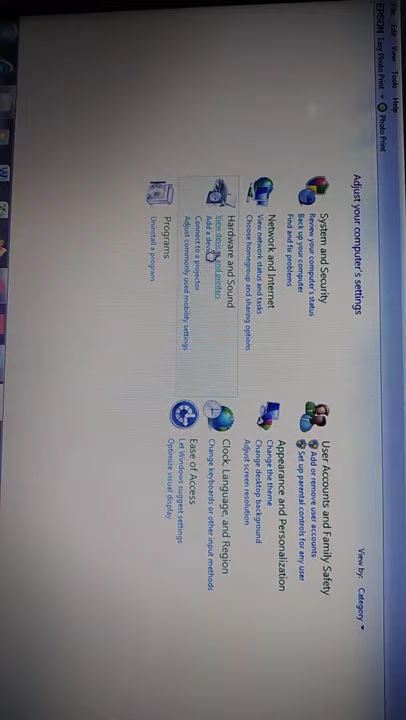 File Edit View Tools Help
EPSON Easy Photo Print Photo Print
Adjust your computer's settings
View by: Category
System and Security
Review your computer's status
Back up your computer
Find and fix problems
Network and Internet
View network status and tasks
Choose homegroup and sharing options
Hardware and Sound
View devices and printers
Add a device
Connect to a projector
Adjust commonly used mobility settings
Programs
Uninstall a program
User Accounts and Family Safety
Add or remove user accounts
Set up parental controls for any user
Appearance and Personalization
Change the theme
Change desktop background
Adjust screen resolution
Clock, Language, and Region
Change keyboards or other input methods
Ease of Access
Let Windows suggest settings
Optimize visual display